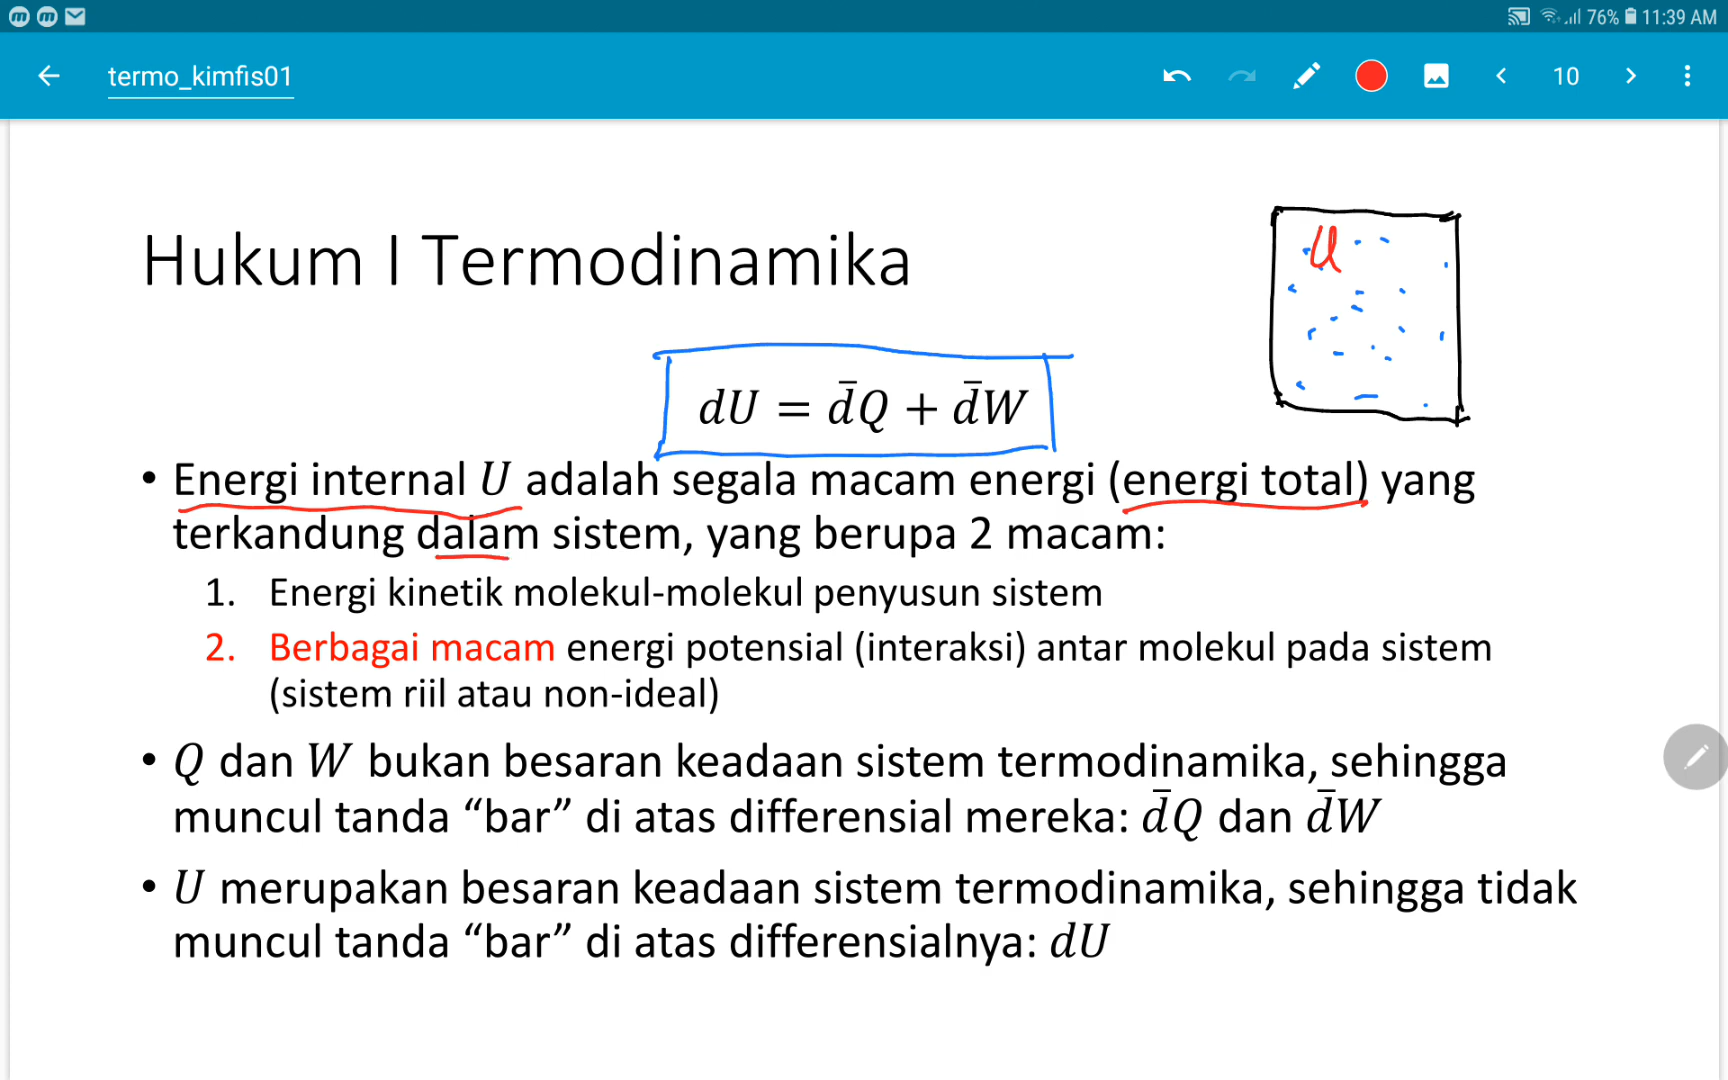 76% 11:39 AM
termo_kimfis01
10
Hukum I Termodinamika
U
dU = đQ + đW
• Energi internal U adalah segala macam energi (energi total) yang
terkandung dalam sistem, yang berupa 2 macam:
1. Energi kinetik molekul-molekul penyusun sistem
2. Berbagai macam energi potensial (interaksi) antar molekul pada sistem
(sistem riil atau non-ideal)
• Q dan W bukan besaran keadaan sistem termodinamika, sehingga
muncul tanda “bar” di atas differensial mereka: d̄Q dan d̄W
• U merupakan besaran keadaan sistem termodinamika, sehingga tidak
muncul tanda “bar” di atas differensialnya: dU